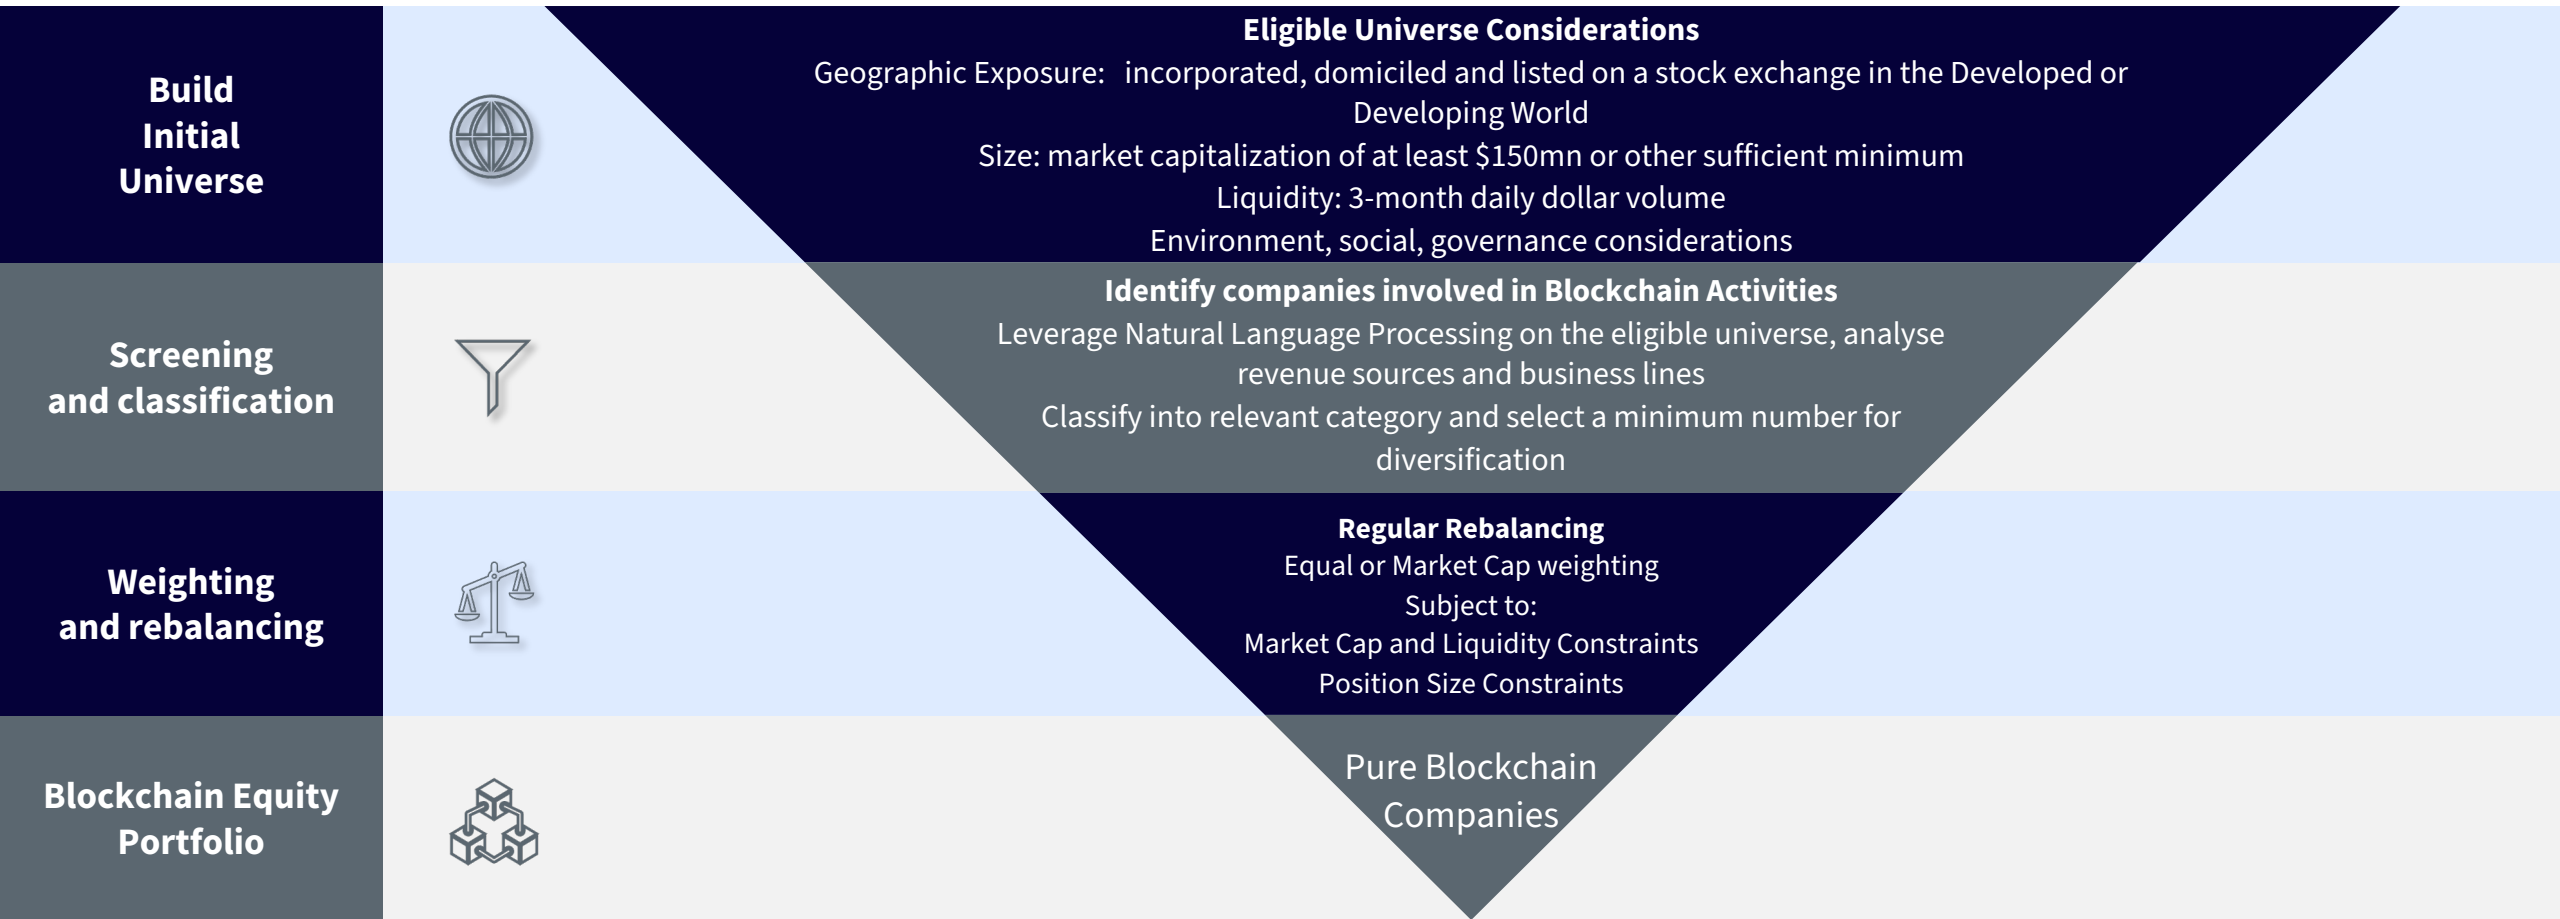 Build
Initial
Universe
Eligible Universe Considerations
Geographic Exposure: incorporated, domiciled and listed on a stock exchange in the Developed or
Developing World
Size: market capitalization of at least $150mn or other sufficient minimum
Liquidity: 3-month daily dollar volume
Environment, social, governance considerations
Screening
and classification
Identify companies involved in Blockchain Activities
Leverage Natural Language Processing on the eligible universe, analyse
revenue sources and business lines
Classify into relevant category and select a minimum number for
diversification
Weighting
and rebalancing
Regular Rebalancing
Equal or Market Cap weighting
Subject to:
Market Cap and Liquidity Constraints
Position Size Constraints
Blockchain Equity
Portfolio
Pure Blockchain
Companies